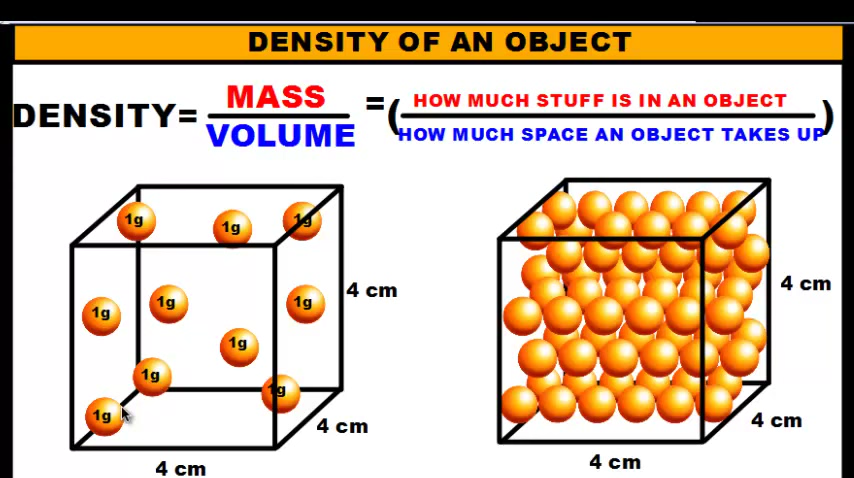 DENSITY OF AN OBJECT
DENSITY= MASS = ( HOW MUCH STUFF IS IN AN OBJECT )
VOLUME HOW MUCH SPACE AN OBJECT TAKES UP
1g
1g
1g
1g
1g
1g
1g
1g
1g
1g
4 cm
4 cm
4 cm
4 cm
4 cm
4 cm